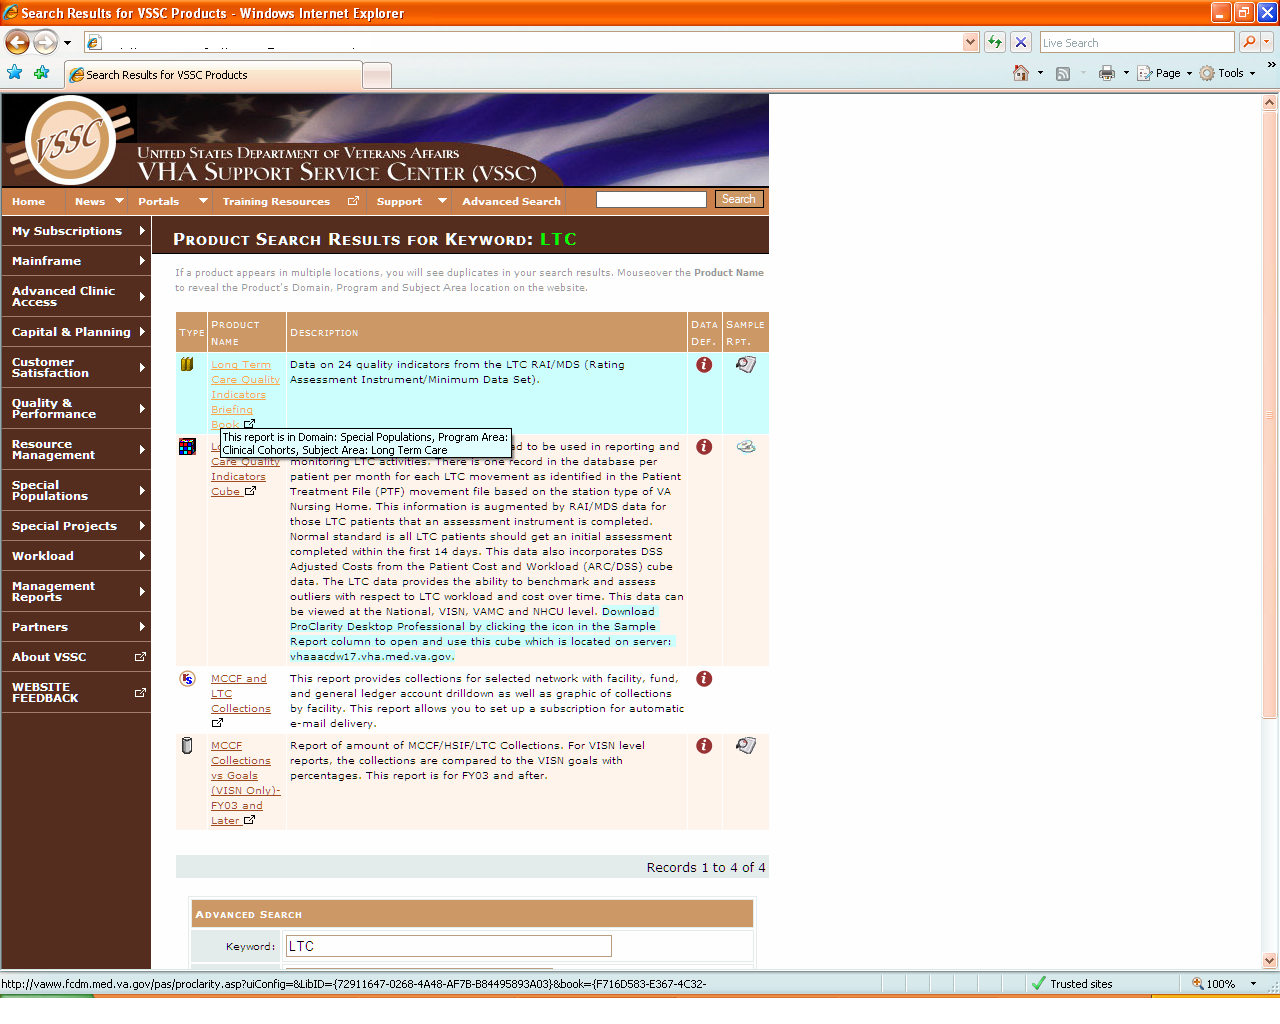 Search Results for VSSC Products - Windows Internet Explorer
Live Search
Search Results for VSSC Products
Page
Tools
»
VSSC
UNITED STATES DEPARTMENT OF VETERANS AFFAIRS
VHA SUPPORT SERVICE CENTER (VSSC)
Home News Portals Training Resources Support Advanced Search Search
My Subscriptions
Mainframe
Advanced Clinic
Access
Capital & Planning
Customer
Satisfaction
Quality &
Performance
Resource
Management
Special
Populations
Special Projects
Workload
Management
Reports
Partners
About VSSC
WEBSITE
FEEDBACK
PRODUCT SEARCH RESULTS FOR KEYWORD: LTC
If a product appears in multiple locations, you will see duplicates in your search results. Mouseover the Product Name
to reveal the Product's Domain, Program and Subject Area location on the website.
TYPE
PRODUCT
NAME
DESCRIPTION
DATA
DEF.
SAMPLE
RPT.
Long Term
Care Quality
Indicators
Briefing
Book
Data on 24 quality indicators from the LTC RAI/MDS (Rating
Assessment Instrument/Minimum Data Set).
This report is in Domain: Special Populations, Program Area:
Clinical Cohorts, Subject Area: Long Term Care
Care Quality
Indicators
Cube
to be used in reporting and
monitoring LTC activities. There is one record in the database per
patient per month for each LTC movement as identified in the Patient
Treatment File (PTF) movement file based on the station type of VA
Nursing Home. This information is augmented by RAI/MDS data for
those LTC patients that an assessment instrument is completed.
Normal standard is all LTC patients should get an initial assessment
completed within the first 14 days. This data also incorporates DSS
Adjusted Costs from the Patient Cost and Workload (ARC/DSS) cube
data. The LTC data provides the ability to benchmark and assess
outliers with respect to LTC workload and cost over time. This data can
be viewed at the National, VISN, VAMC and NHCU level. Download
ProClarity Desktop Professional by clicking the icon in the Sample
Report column to open and use this cube which is located on server:
vhaaacdw17.vha.med.va.gov.
MCCF and
LTC
Collections
This report provides collections for selected network with facility, fund,
and general ledger account drilldown as well as graphic of collections
by facility. This report allows you to set up a subscription for automatic
e-mail delivery.
MCCF
Collections
vs Goals
(VISN Only)-
FY03 and
Later
Report of amount of MCCF/HSIF/LTC Collections. For VISN level
reports, the collections are compared to the VISN goals with
percentages. This report is for FY03 and after.
Records 1 to 4 of 4
ADVANCED SEARCH
Keyword: LTC
http://vaww.fcdm.med.va.gov/pas/proclarity.asp?uiConfig=&LibID={72911647-0268-4A48-AF7B-B84495893A03}&book={F716D583-E367-4C32-
Trusted sites
100%